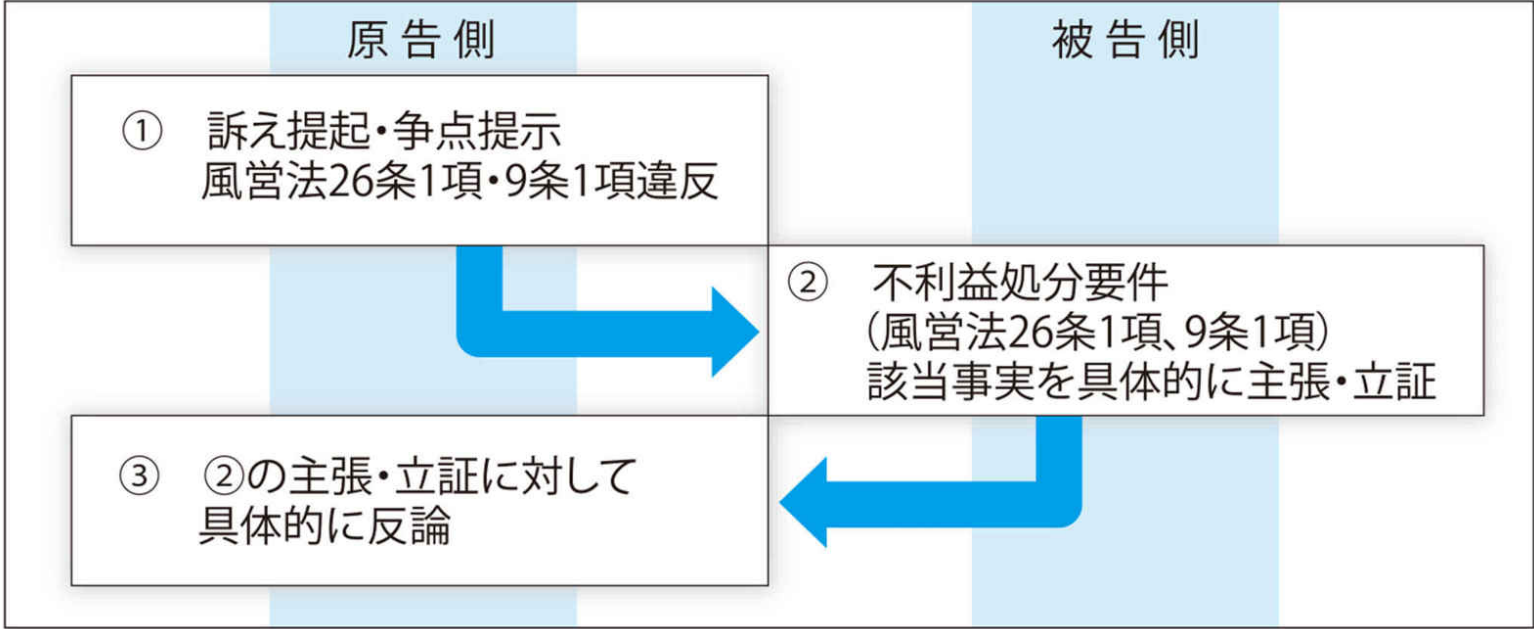 原告側
被告側
① 訴え提起・争点提示
風営法26条1項・9条1項違反
② 不利益処分要件
(風営法26条1項、9条1項)
該当事実を具体的に主張・立証
③ ②の主張・立証に対して
具体的に反論